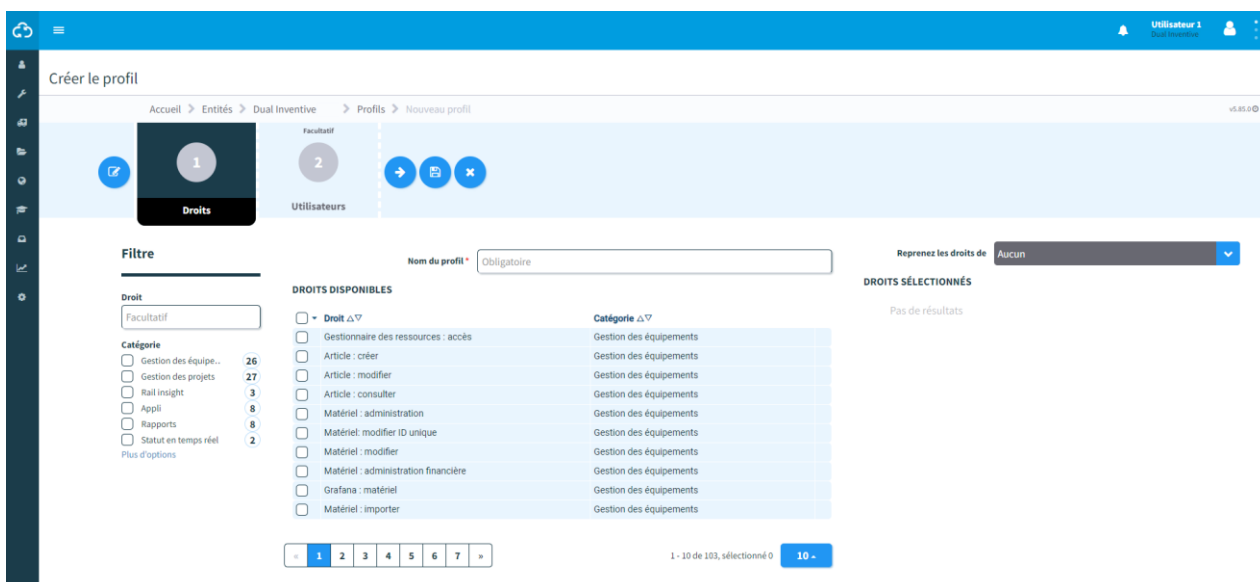 Utilisateur 1
Dual Inventive
Créer le profil
Accueil Entités Dual Inventive Profils Nouveau profil
v5.85.0
1
Droits
Facultatif
2
Utilisateurs
Filtre
Droit
Facultatif
Catégorie
Gestion des équipe.. 26
Gestion des projets 27
Rail insight 3
Appli 8
Rapports 8
Statut en temps réel 2
Plus d'options
Nom du profil * Obligatoire
DROITS DISPONIBLES
Droit Catégorie
Gestionnaire des ressources : accès Gestion des équipements
Article : créer Gestion des équipements
Article : modifier Gestion des équipements
Article : consulter Gestion des équipements
Matériel : administration Gestion des équipements
Matériel: modifier ID unique Gestion des équipements
Matériel : modifier Gestion des équipements
Matériel : administration financière Gestion des équipements
Grafana : matériel Gestion des équipements
Matériel : importer Gestion des équipements
« 1 2 3 4 5 6 7 »
1 - 10 de 103, sélectionné 0
10
Reprenez les droits de Aucun
DROITS SÉLECTIONNÉS
Pas de résultats